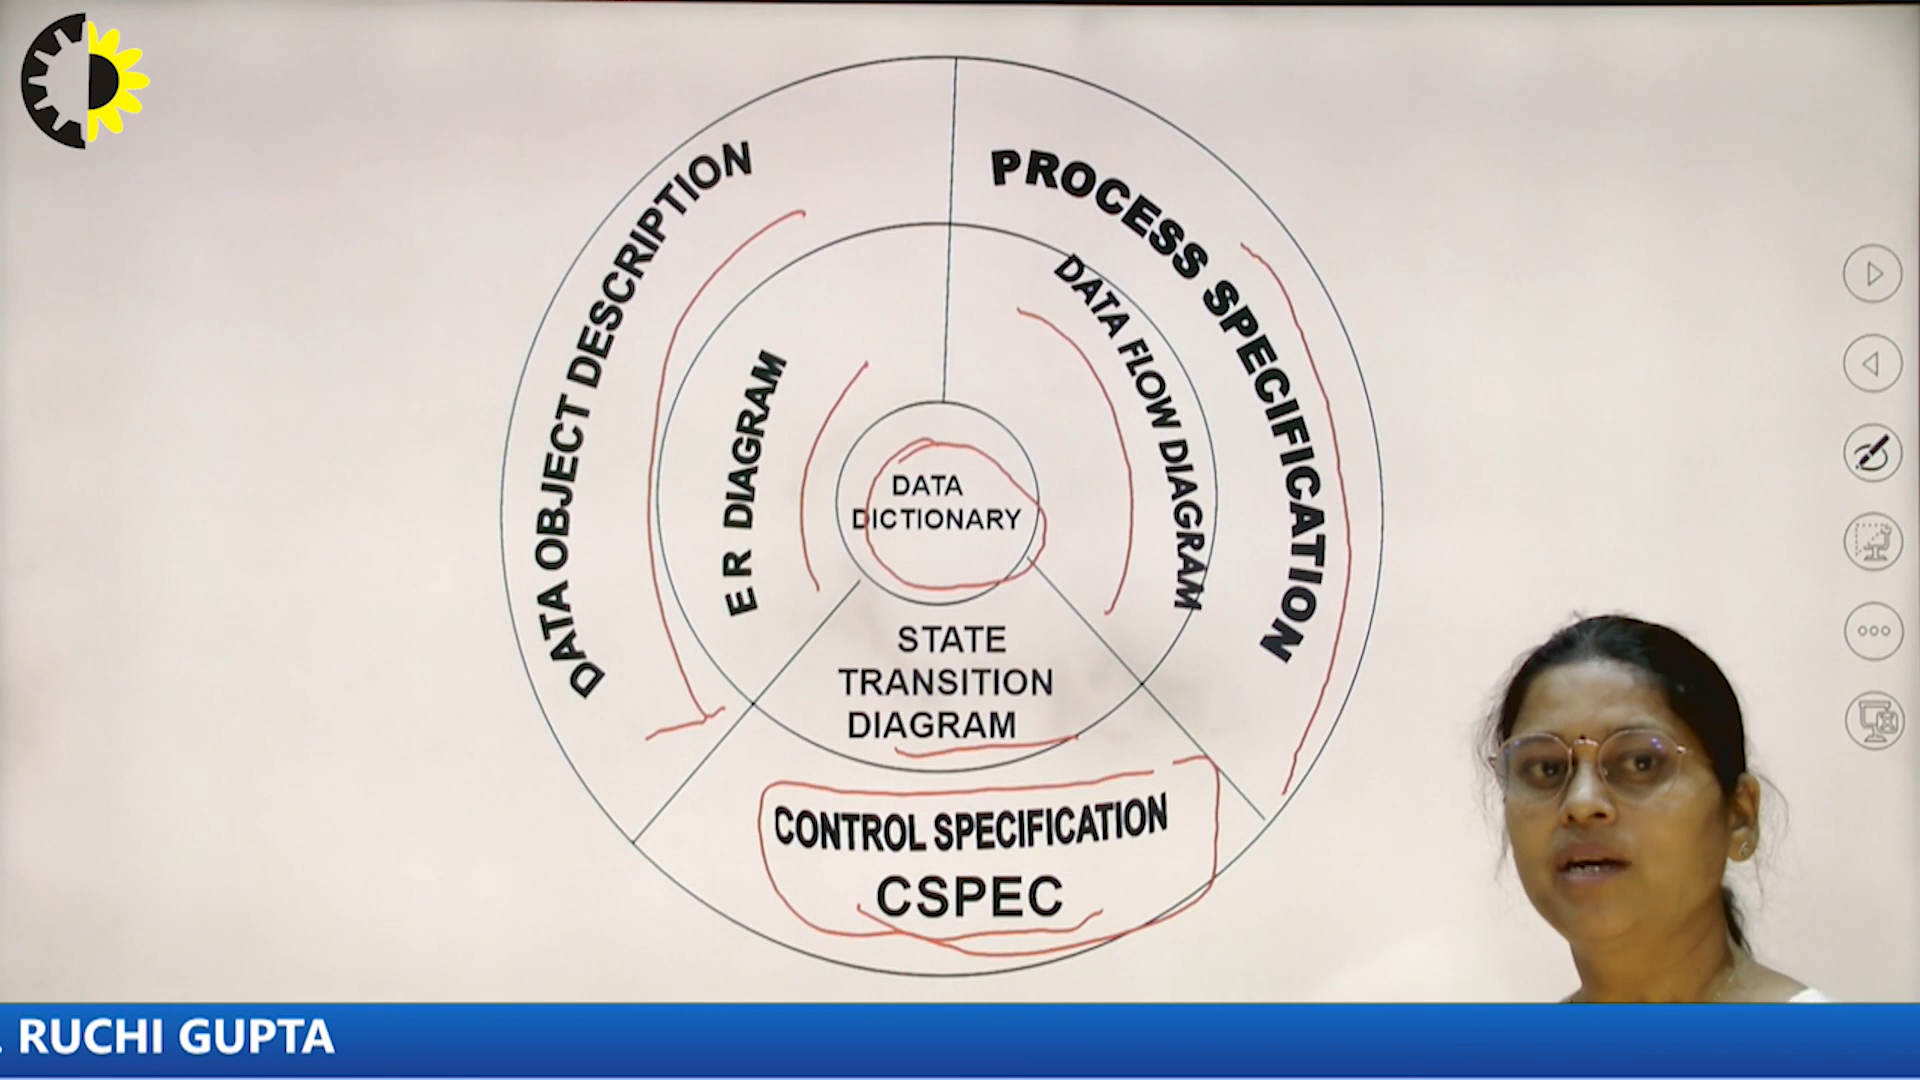 DATA OBJECT DESCRIPTION
PROCESS SPECIFICATION
E R DIAGRAM
DATA FLOW DIAGRAM
DATA
DICTIONARY
STATE
TRANSITION
DIAGRAM
CONTROL SPECIFICATION
CSPEC
. RUCHI GUPTA